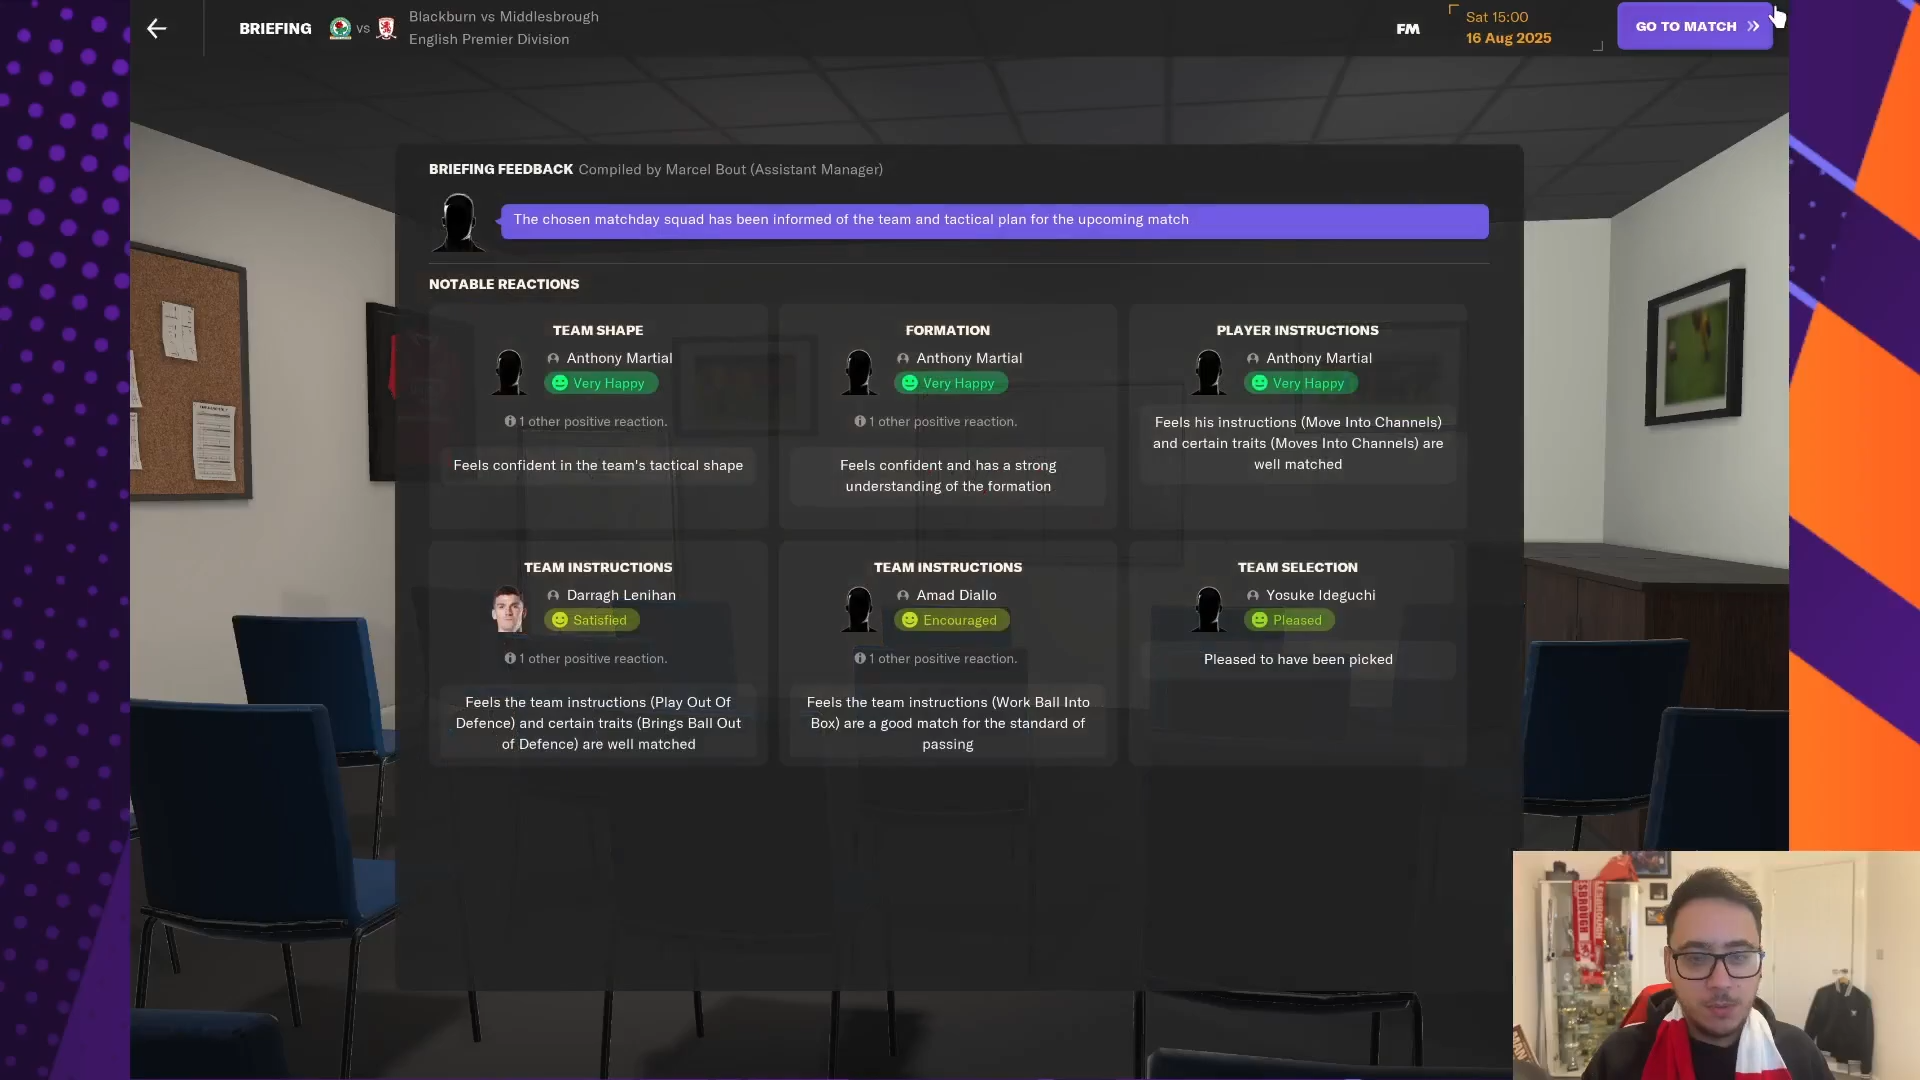 BRIEFING
vs
Blackburn vs Middlesbrough
English Premier Division
FM
Sat 15:00
16 Aug 2025
GO TO MATCH
BRIEFING FEEDBACK Compiled by Marcel Bout (Assistant Manager)
The chosen matchday squad has been informed of the team and tactical plan for the upcoming match
NOTABLE REACTIONS
TEAM SHAPE
Anthony Martial
Very Happy
1 other positive reaction.
Feels confident in the team's tactical shape
FORMATION
Anthony Martial
Very Happy
1 other positive reaction.
Feels confident and has a strong
understanding of the formation
PLAYER INSTRUCTIONS
Anthony Martial
Very Happy
Feels his instructions (Move Into Channels)
and certain traits (Moves Into Channels) are
well matched
TEAM INSTRUCTIONS
Darragh Lenihan
Satisfied
1 other positive reaction.
Feels the team instructions (Play Out Of
Defence) and certain traits (Brings Ball Out
of Defence) are well matched
TEAM INSTRUCTIONS
Amad Diallo
Encouraged
1 other positive reaction.
Feels the team instructions (Work Ball Into
Box) are a good match for the standard of
passing
TEAM SELECTION
Yosuke Ideguchi
Pleased
Pleased to have been picked